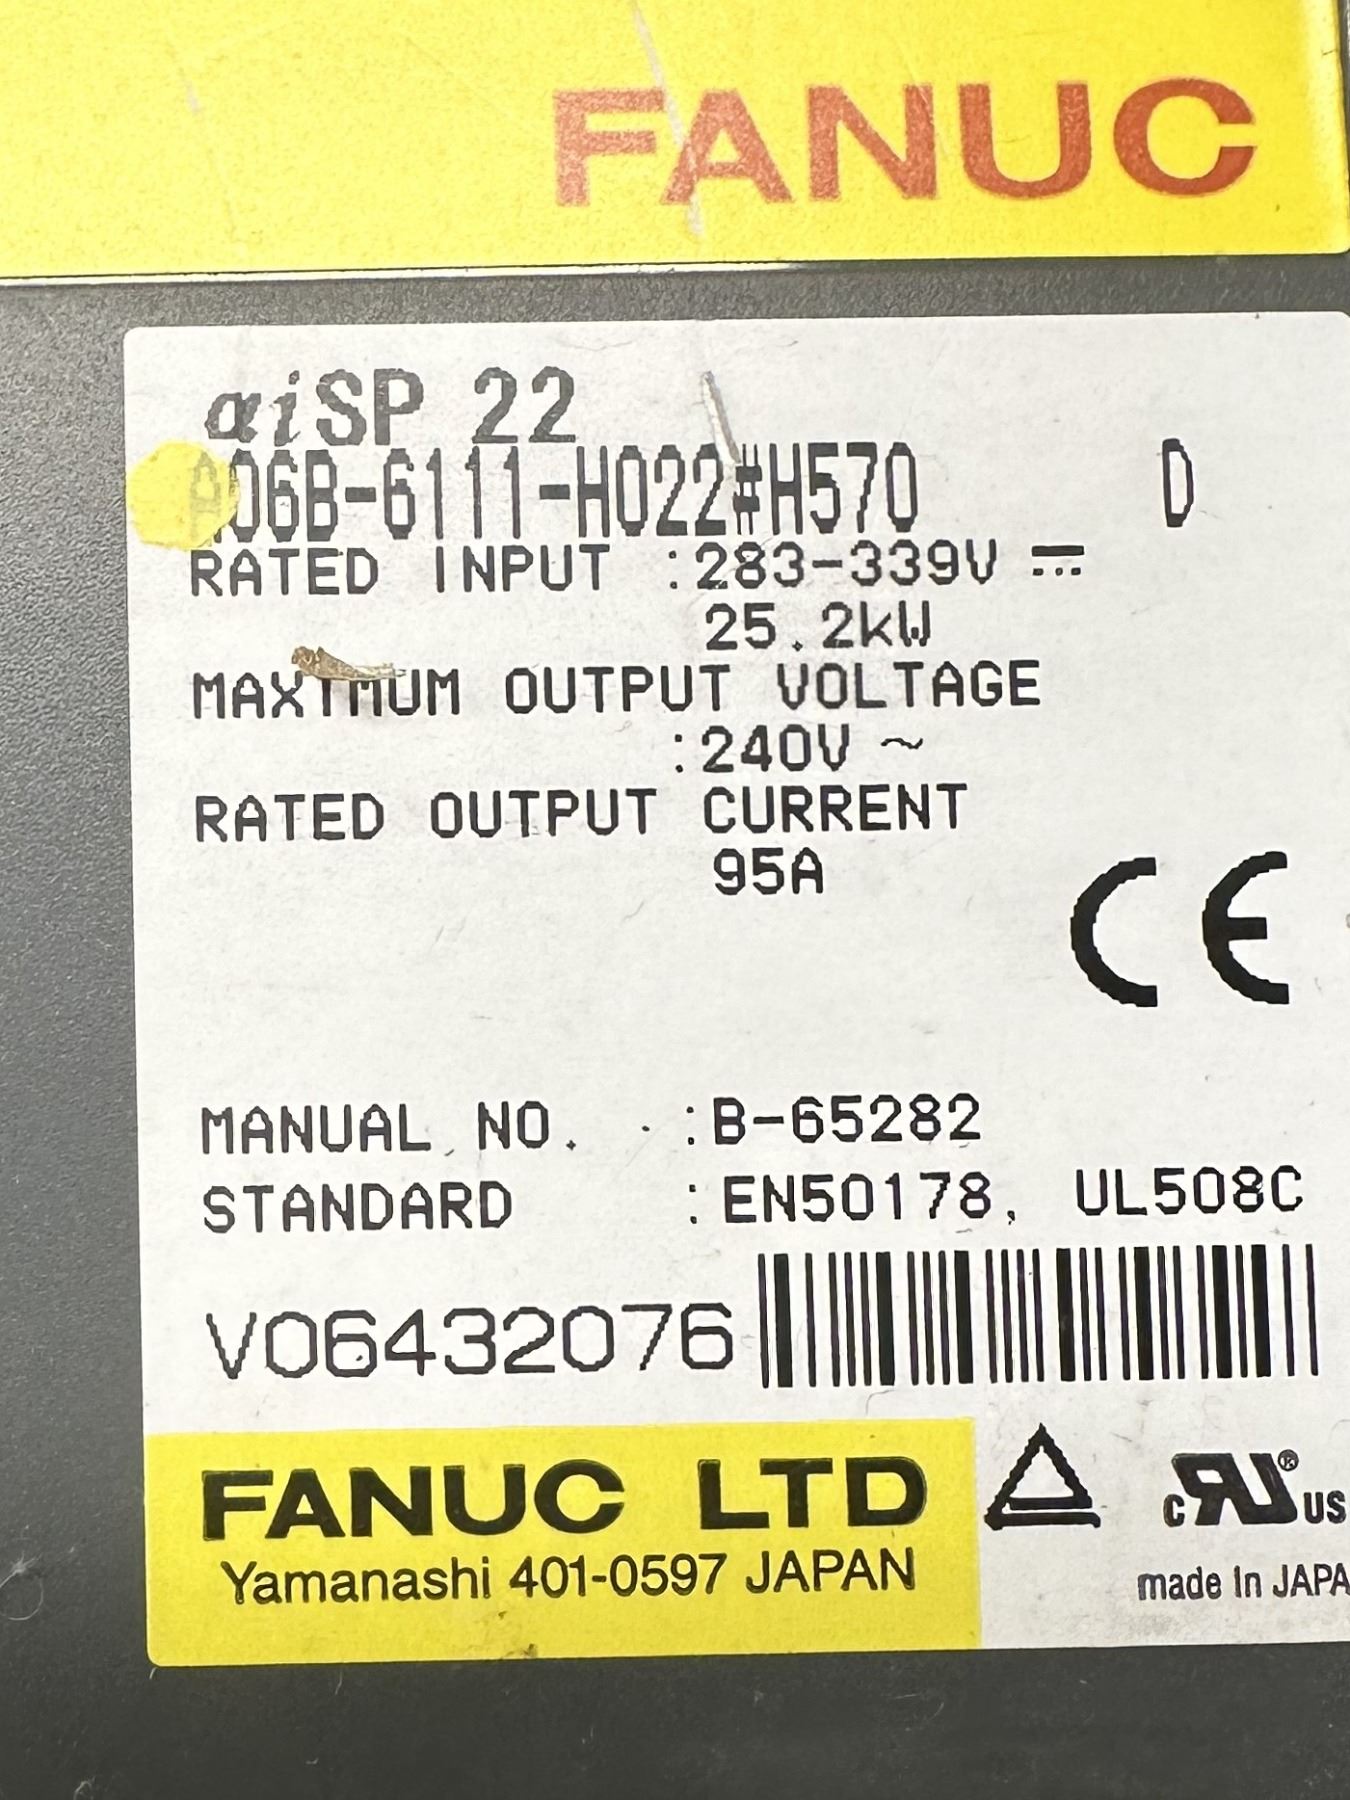 FANUC
αiSP 22
A06B-6111-H022#H570 D
RATED INPUT :283-339V ⎓
25.2kW
MAXIMUM OUTPUT VOLTAGE
:240V ~
RATED OUTPUT CURRENT
95A
CE
MANUAL NO. :B-65282
STANDARD :EN50178, UL508C
V06432076
FANUC LTD
Yamanashi 401-0597 JAPAN
c RU ® US
made in JAPA